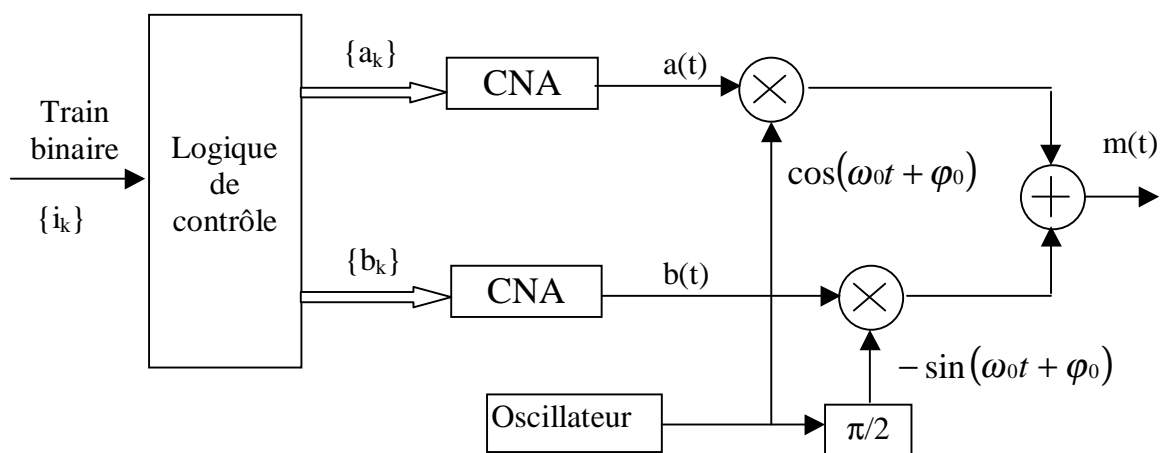 {aₖ}
CNA
a(t)
Train
binaire
{iₖ}
Logique
de
contrôle
cos(ω₀t + φ₀)
m(t)
{bₖ}
CNA
b(t)
− sin(ω₀t + φ₀)
Oscillateur
π/2